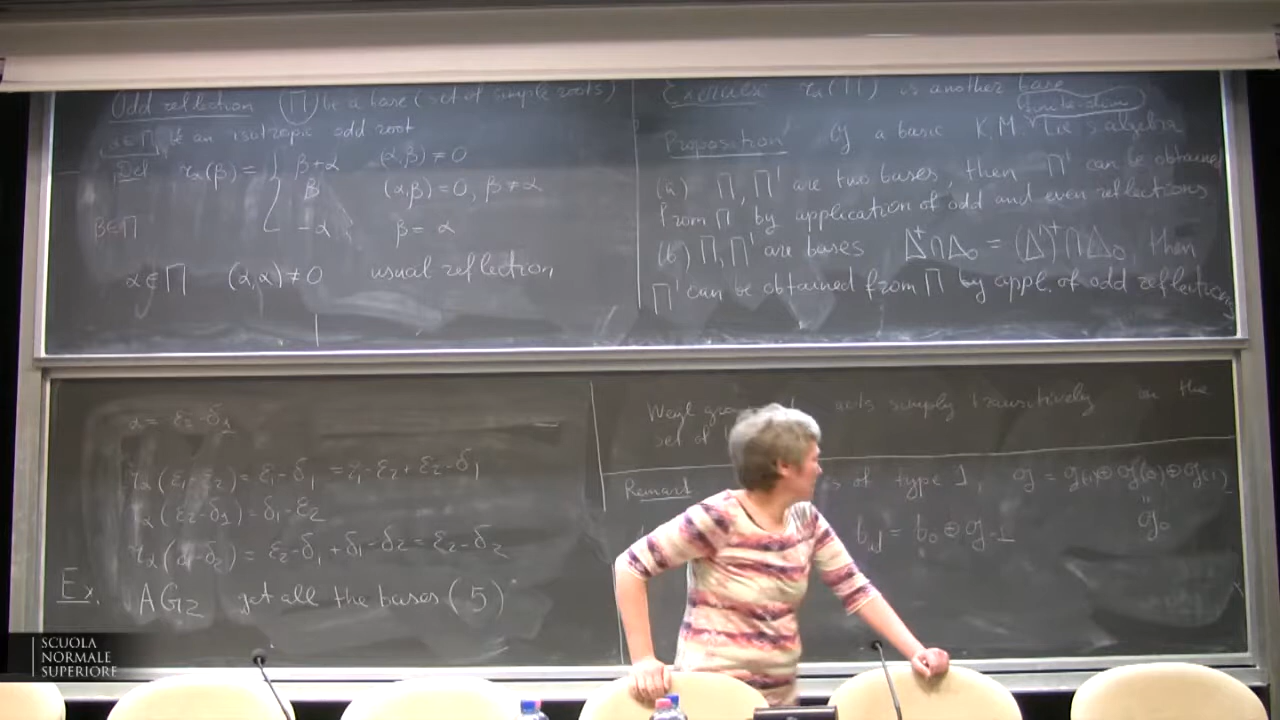 Odd reflection Π be a base (set of simple roots)
α∈Π is an isotropic odd root
Def r_α(β) = { β+α (α,β) ≠ 0
β (α,β) = 0, β ≠ α
-α β = α
β∈Π
α∈Π (α,α) ≠ 0 usual reflection
Exercise r_α(Π) is another base
Proposition g a basic K.M. Lie s.algebra
(a) Π, Π' are two bases, then Π' can be obtained
from Π by application of odd and even reflections
(b) Π, Π' are bases Δ⁺∩Δ₀ = (Δ')⁺∩Δ₀ then
Π' can be obtained from Π by appl. of odd reflections
α = ε₂-δ₁
r_α(ε₁-ε₂) = ε₁-δ₁ = ε₁-ε₂+ε₂-δ₁
r_α(ε₂-δ₁) = δ₁-ε₂
r_α(δ₁-δ₂) = ε₂-δ₁+δ₁-δ₂ = ε₂-δ₂
Ex. AG₂ get all the bases (5)
Weyl acts simply transitively on the
set of
Remark of type 1, g = ⊕ g(0) ⊕ g(1)
= b₀ ⊕ g₋₁ g₀
SCUOLA
NORMALE
SUPERIORE